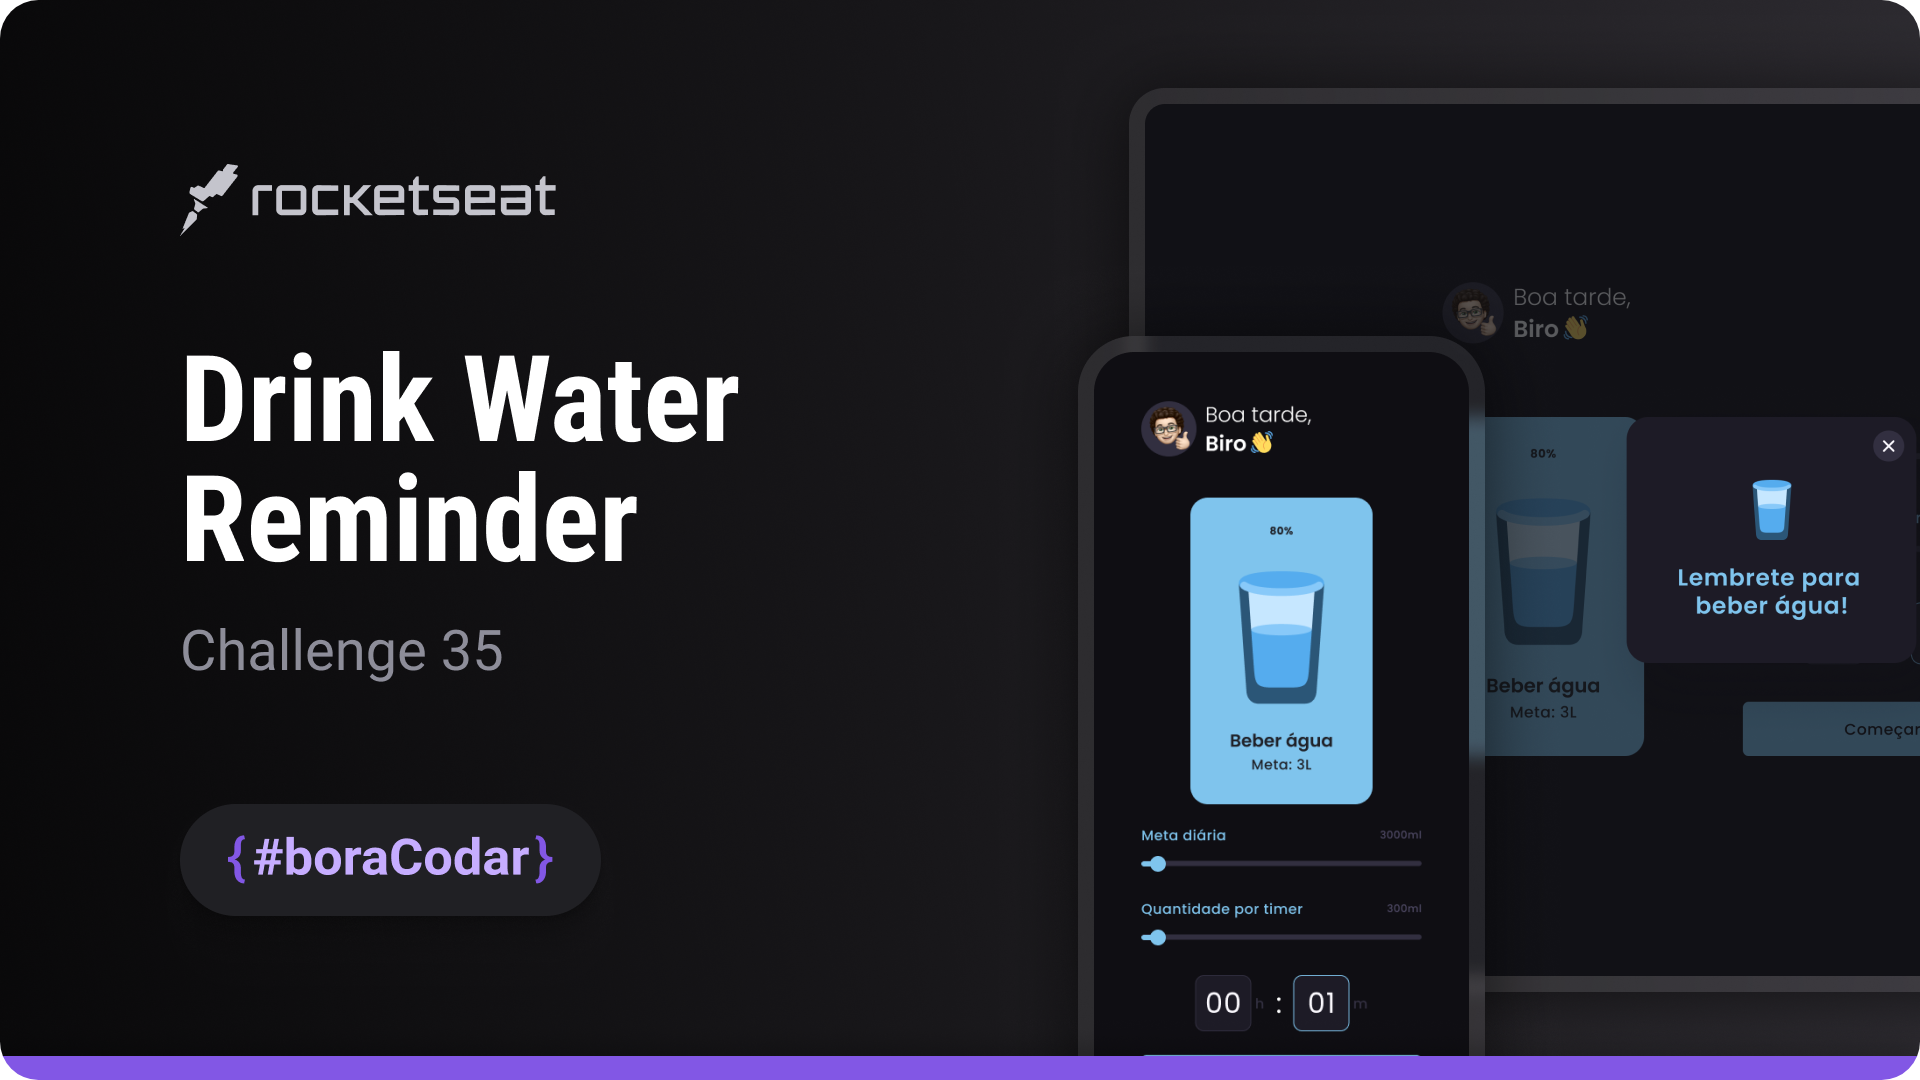 rocketseat
Drink Water
Reminder
Challenge 35
{#boraCodar}
Boa tarde,
Biro
80%
Beber água
Meta: 3L
Meta diária
3000ml
Quantidade por timer
300ml
00 h : 01 m
Boa tarde,
Biro
80%
Beber água
Meta: 3L
Lembrete para
beber água!
Começar